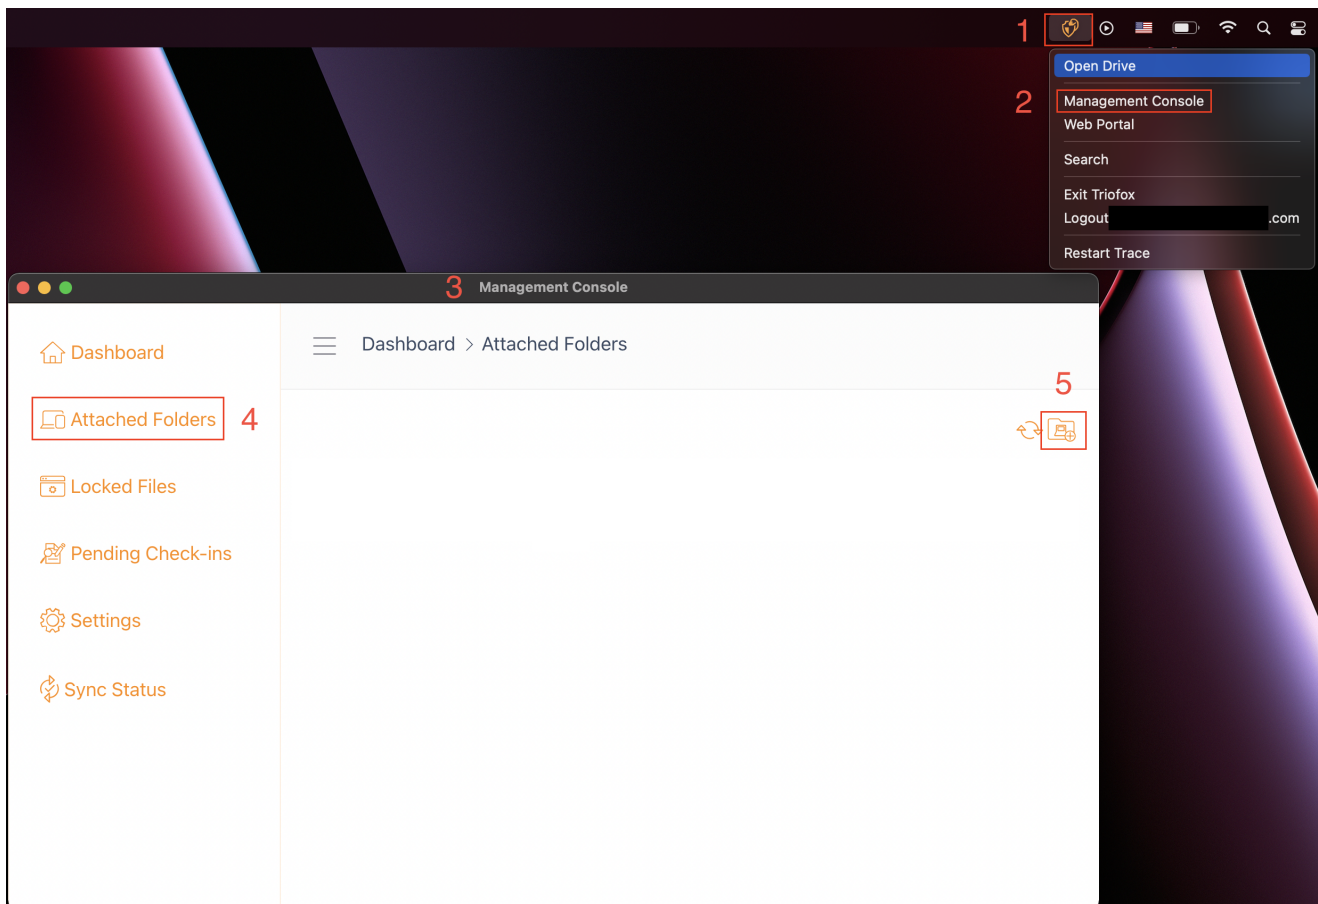 1
Open Drive
2
Management Console
Web Portal
Search
Exit Triofox
Logout .com
Restart Trace
3 Management Console
Dashboard
Dashboard > Attached Folders
5
Attached Folders 4
Locked Files
Pending Check-ins
Settings
Sync Status